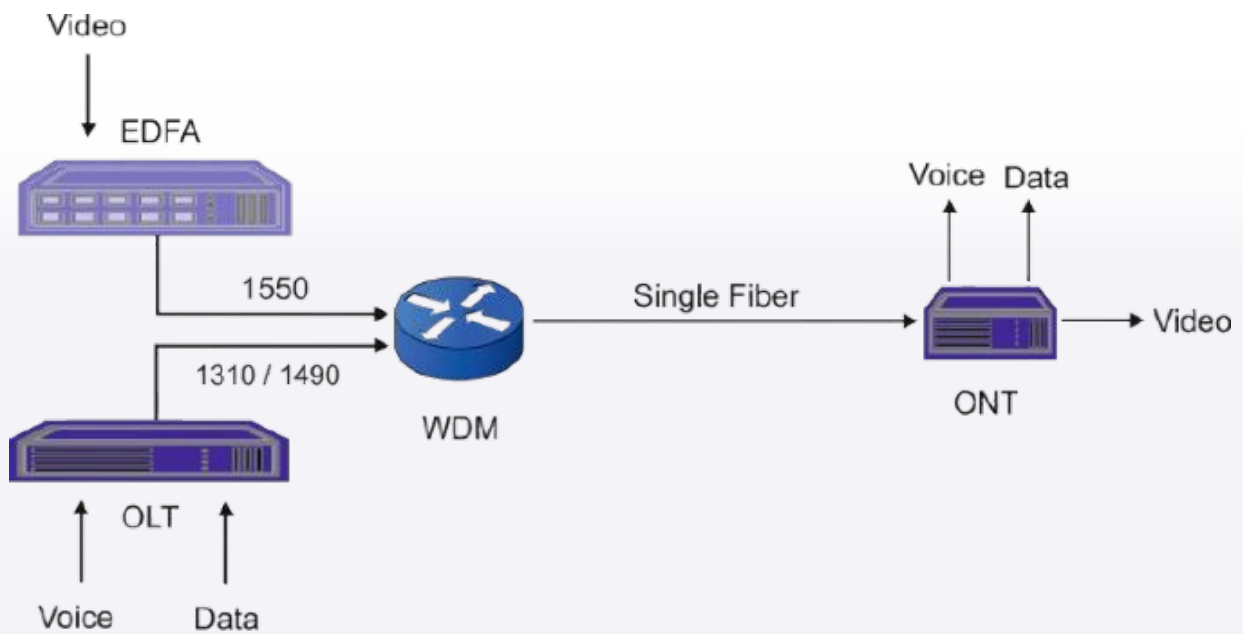 Video
EDFA
1550
1310 / 1490
OLT
Voice
Data
WDM
Single Fiber
Voice
Data
ONT
Video